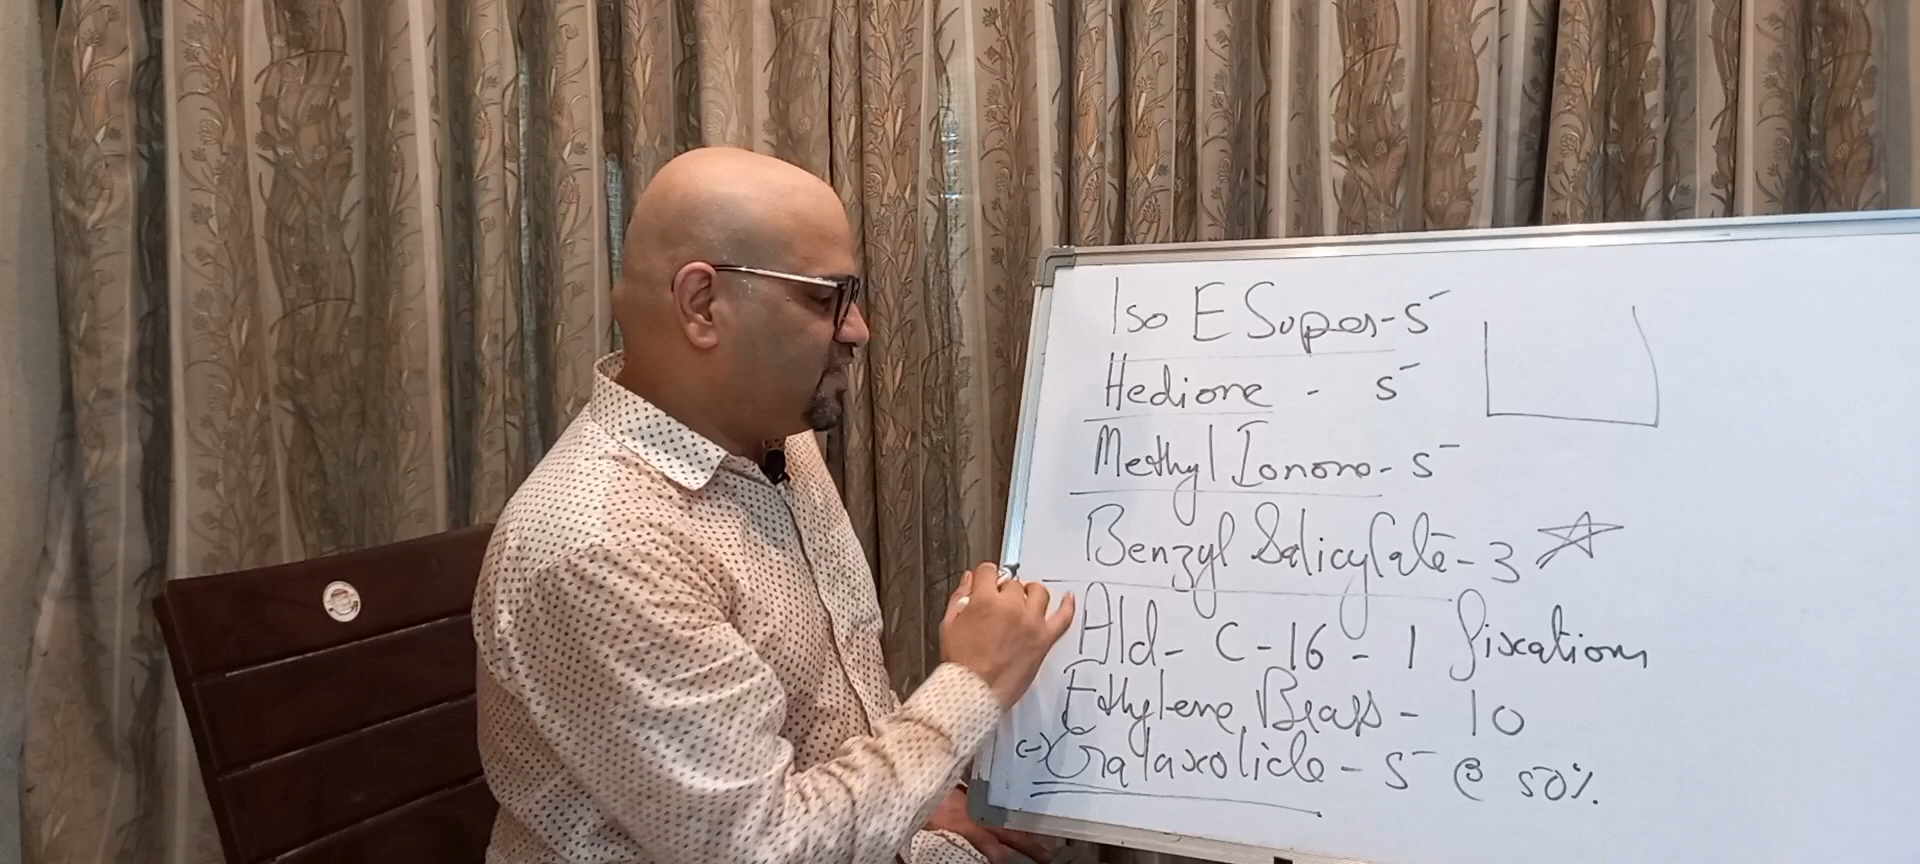 Iso E Super - 5
Hedione - 5
Methyl Ionone - 5
Benzyl Salicylate - 3
Ald - C - 16 - 1 fixation
Ethylene Brass - 10
(-) Galaxolide - 5 @ 50%